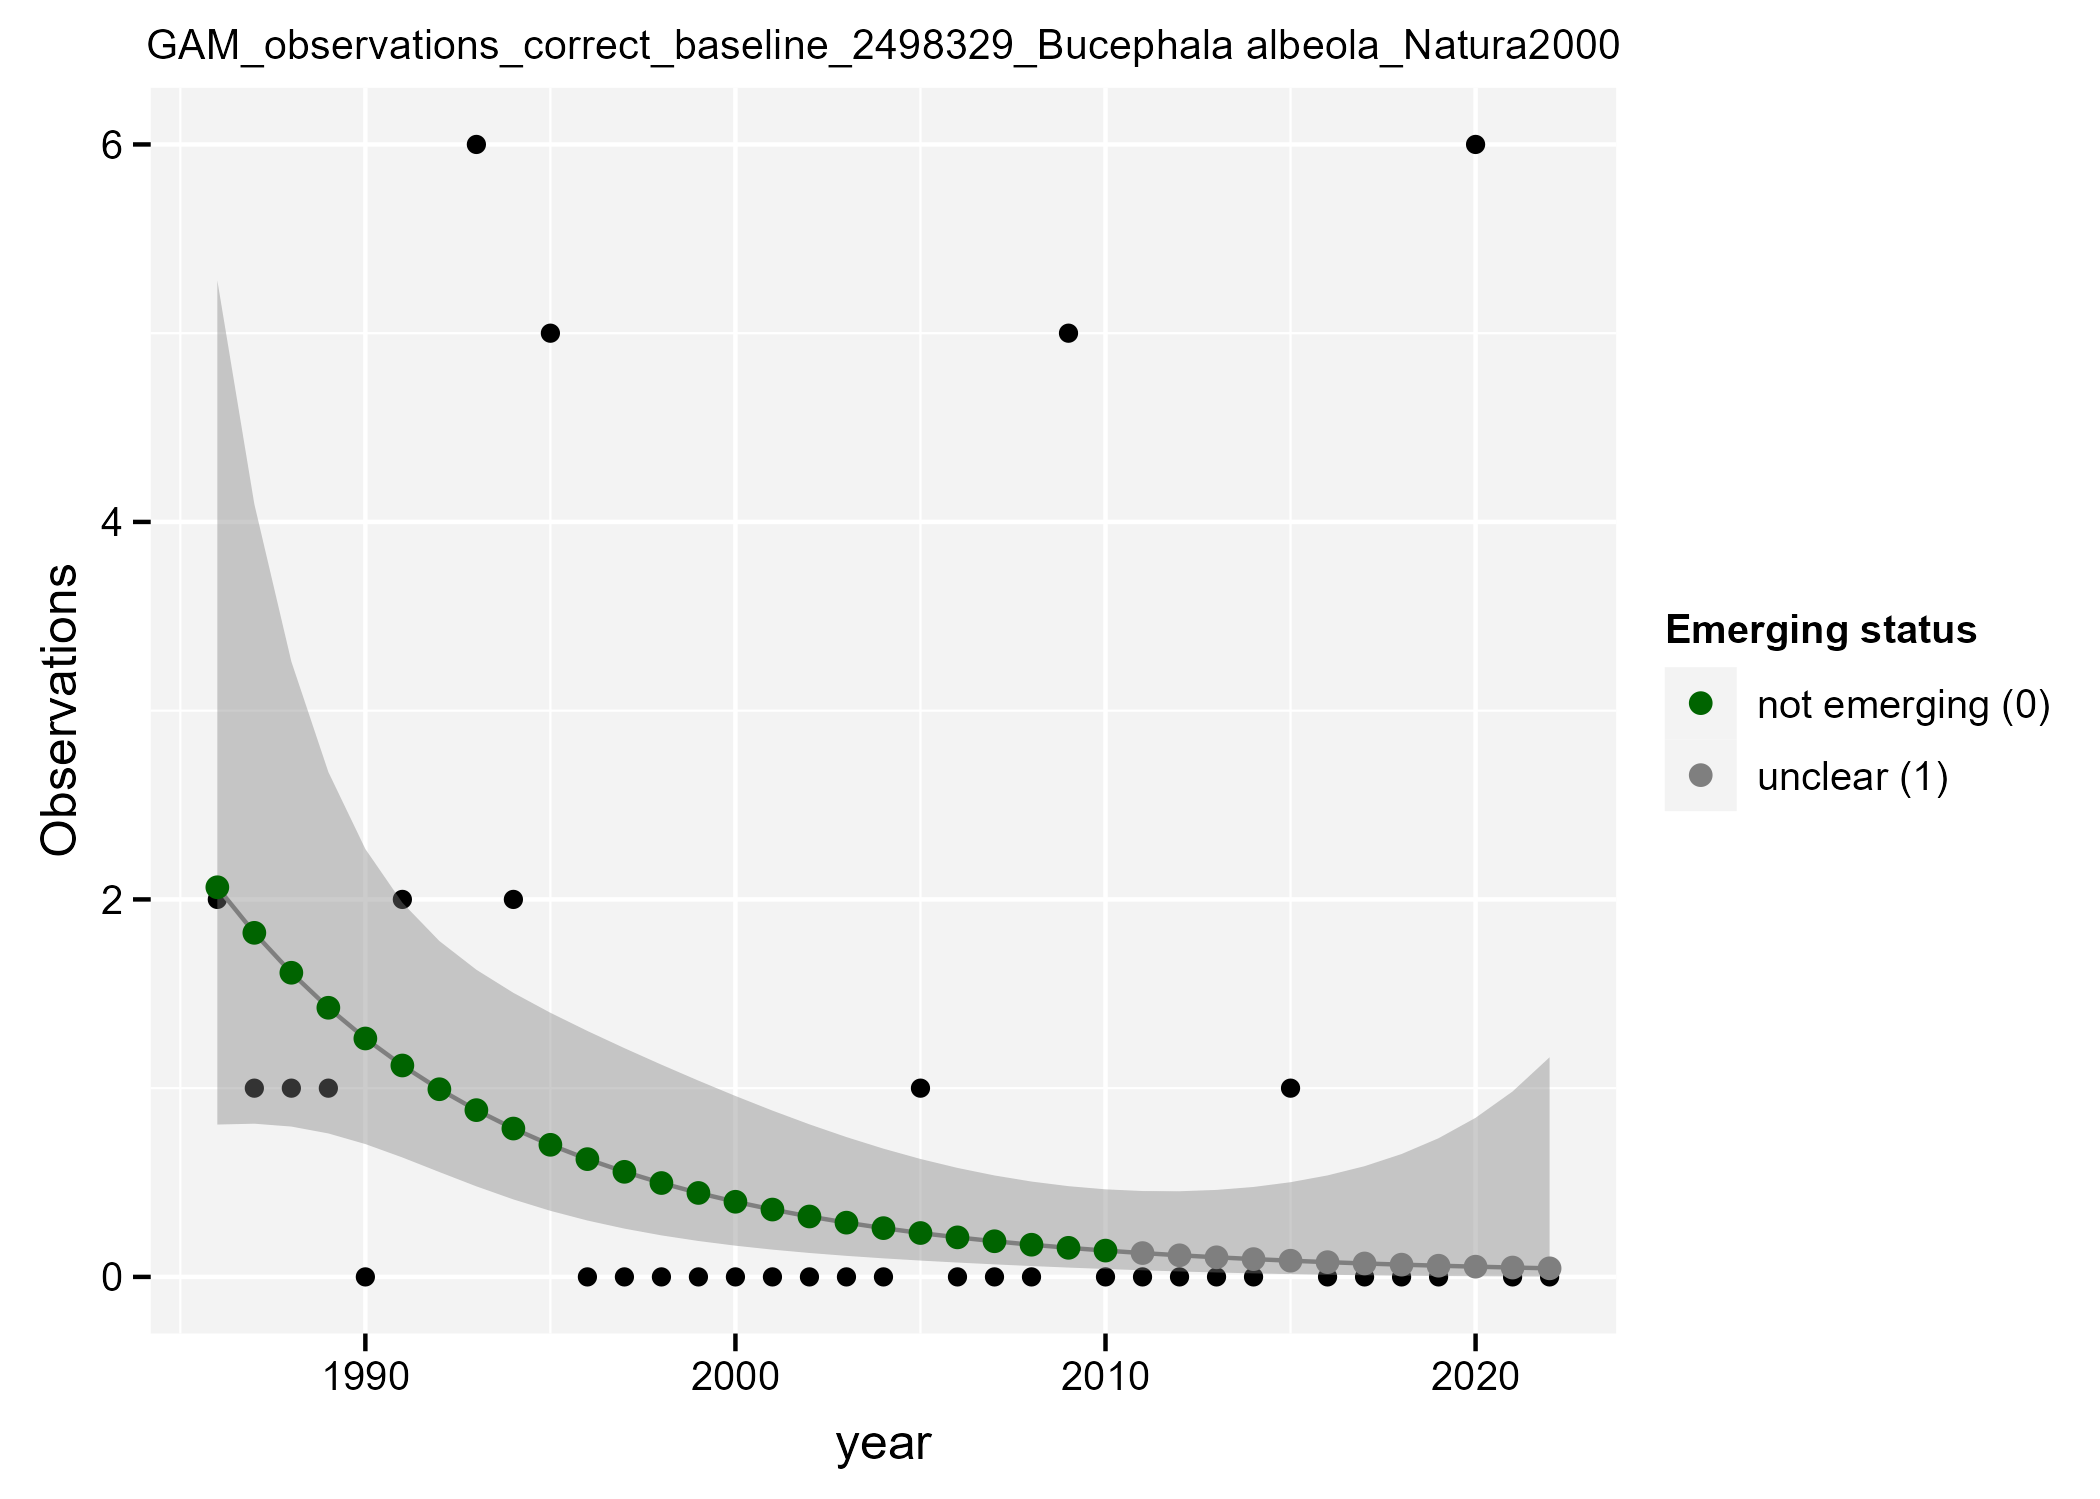 GAM_observations_correct_baseline_2498329_Bucephala albeola_Natura2000
6
4
2
0
Observations
1990 2000 2010 2020
year
Emerging status
not emerging (0)
unclear (1)